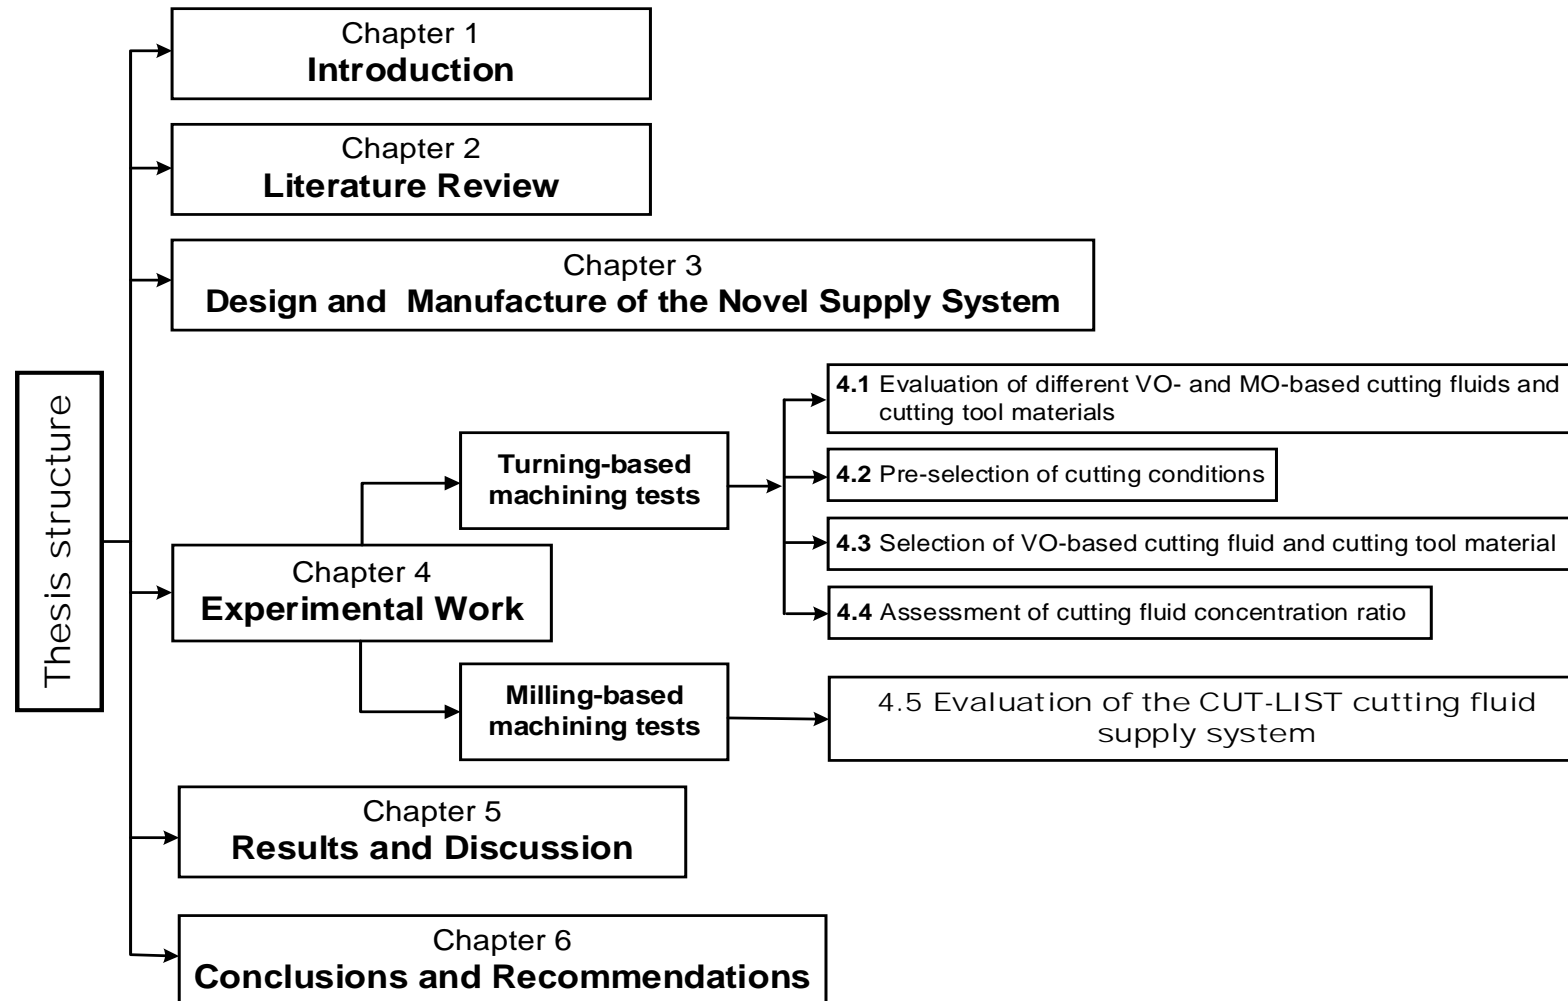 Thesis structure
Chapter 1
Introduction
Chapter 2
Literature Review
Chapter 3
Design and  Manufacture of the Novel Supply System
Chapter 4
Experimental Work
Turning-based
machining tests
4.1 Evaluation of different VO- and MO-based cutting fluids and
cutting tool materials
4.2 Pre-selection of cutting conditions
4.3 Selection of VO-based cutting fluid and cutting tool material
4.4 Assessment of cutting fluid concentration ratio
Milling-based
machining tests
4.5 Evaluation of the CUT-LIST cutting fluid
supply system
Chapter 5
Results and Discussion
Chapter 6
Conclusions and Recommendations